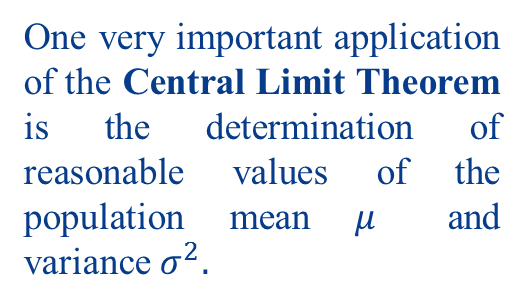 One very important application
of the Central Limit Theorem
is the determination of
reasonable values of the
population mean μ and
variance σ².